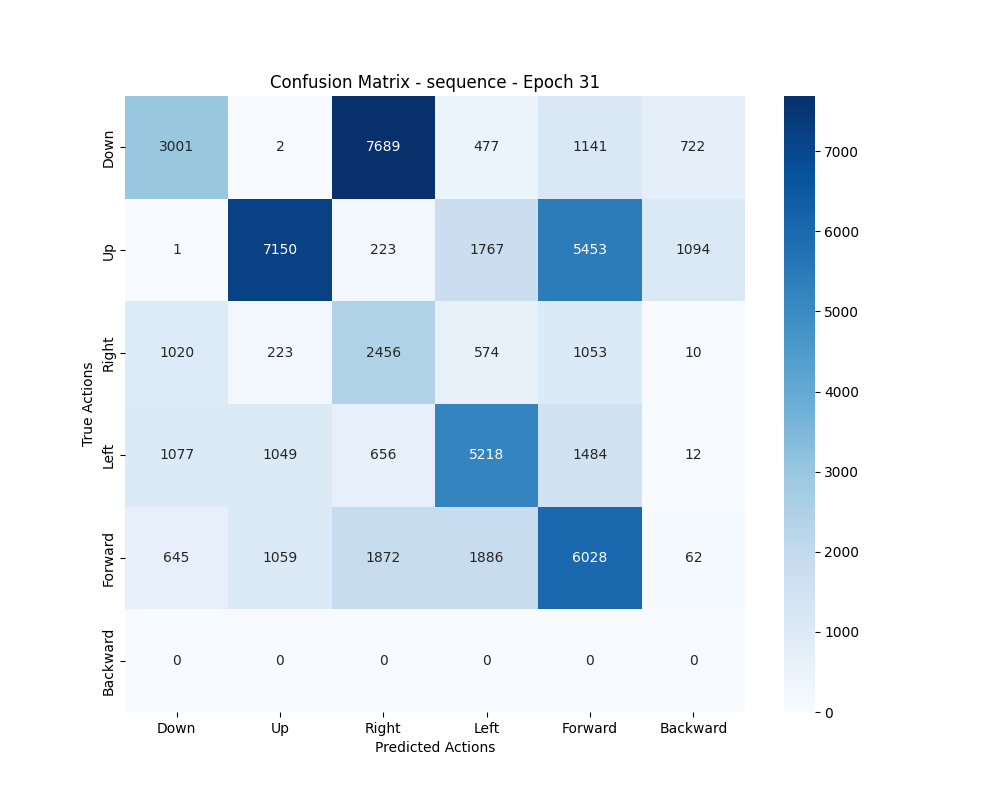 Confusion Matrix - sequence - Epoch 31
True Actions
Down 3001 2 7689 477 1141 722
Up 1 7150 223 1767 5453 1094
Right 1020 223 2456 574 1053 10
Left 1077 1049 656 5218 1484 12
Forward 645 1059 1872 1886 6028 62
Backward 0 0 0 0 0 0
Down Up Right Left Forward Backward
Predicted Actions
7000
6000
5000
4000
3000
2000
1000
0